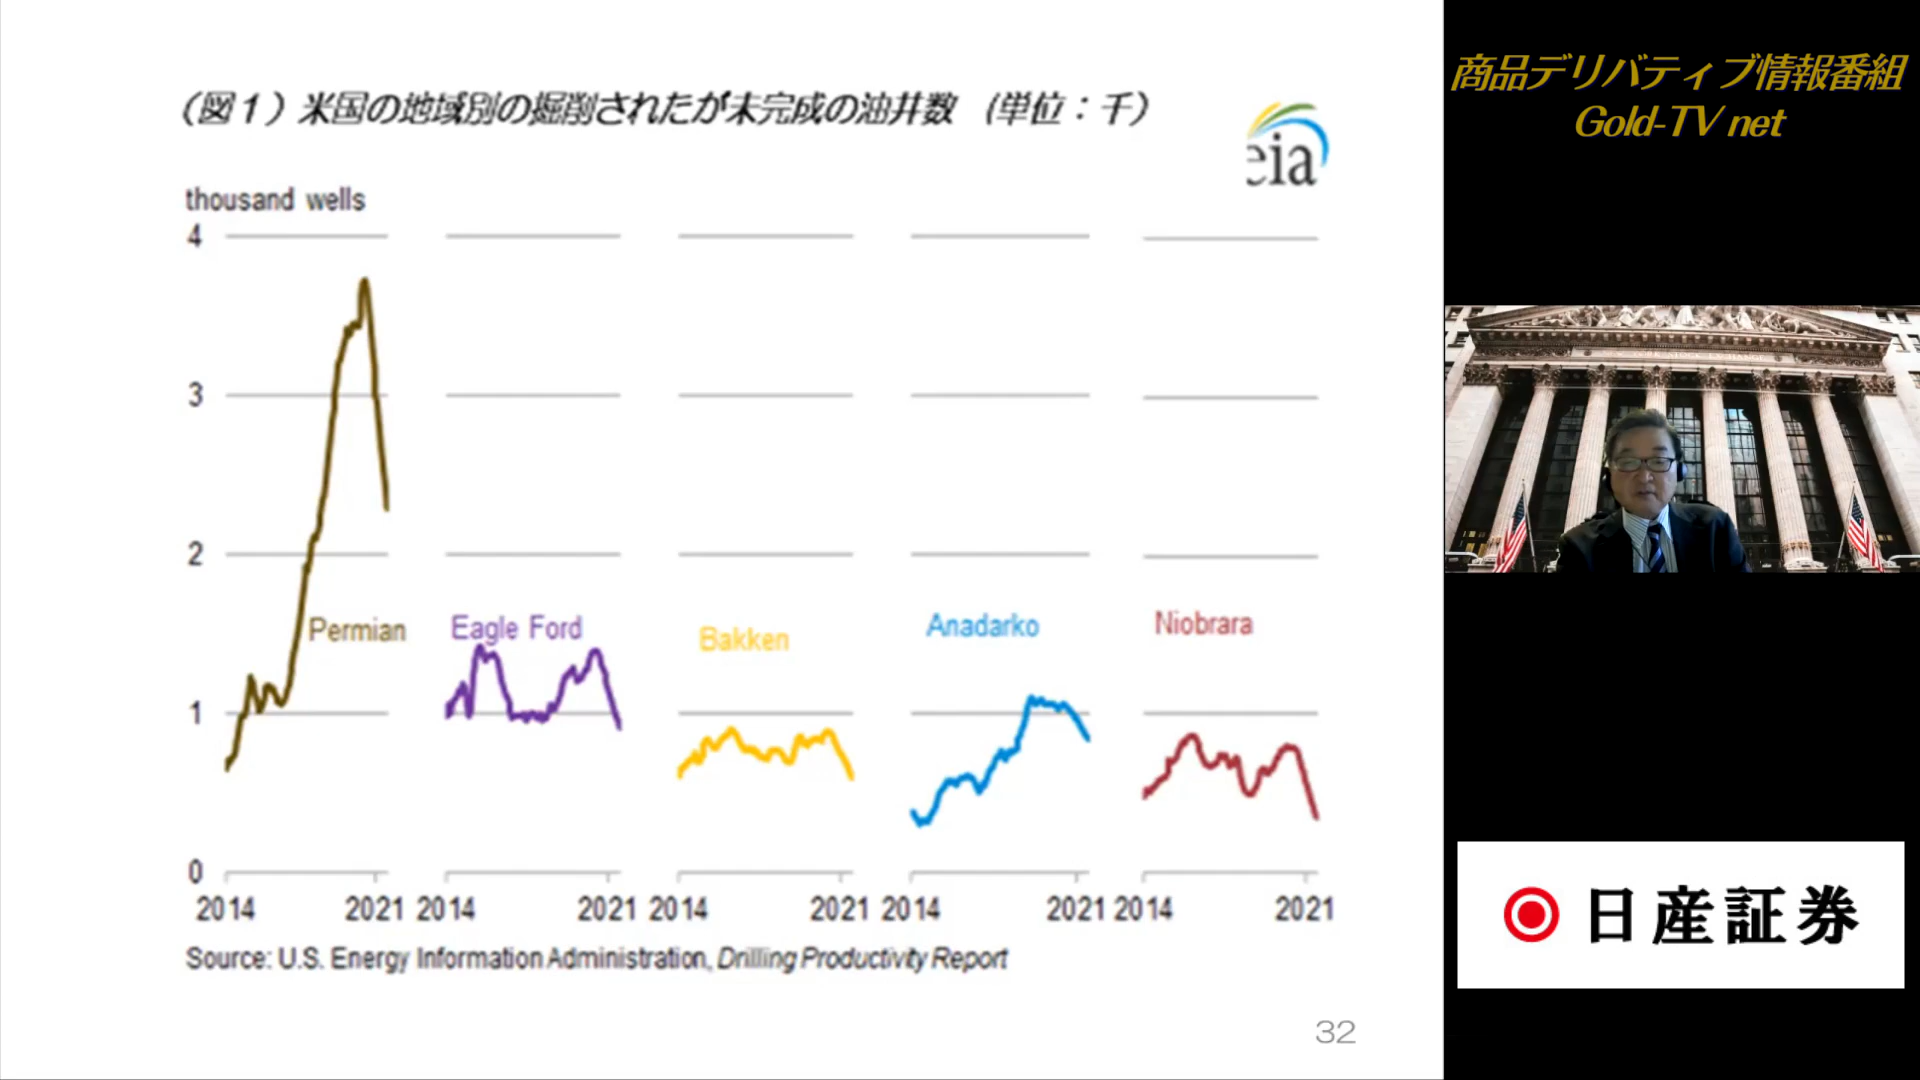 （図１）米国の地域別の掘削されたが未完成の油井数 （単位：千）
eia
thousand wells
4
3
2
1
0
Permian
Eagle Ford
Bakken
Anadarko
Niobrara
2014 2021 2014 2021 2014 2021 2014 2021 2014 2021
Source: U.S. Energy Information Administration, Drilling Productivity Report
32
商品デリバティブ情報番組
Gold-TV net
日産証券